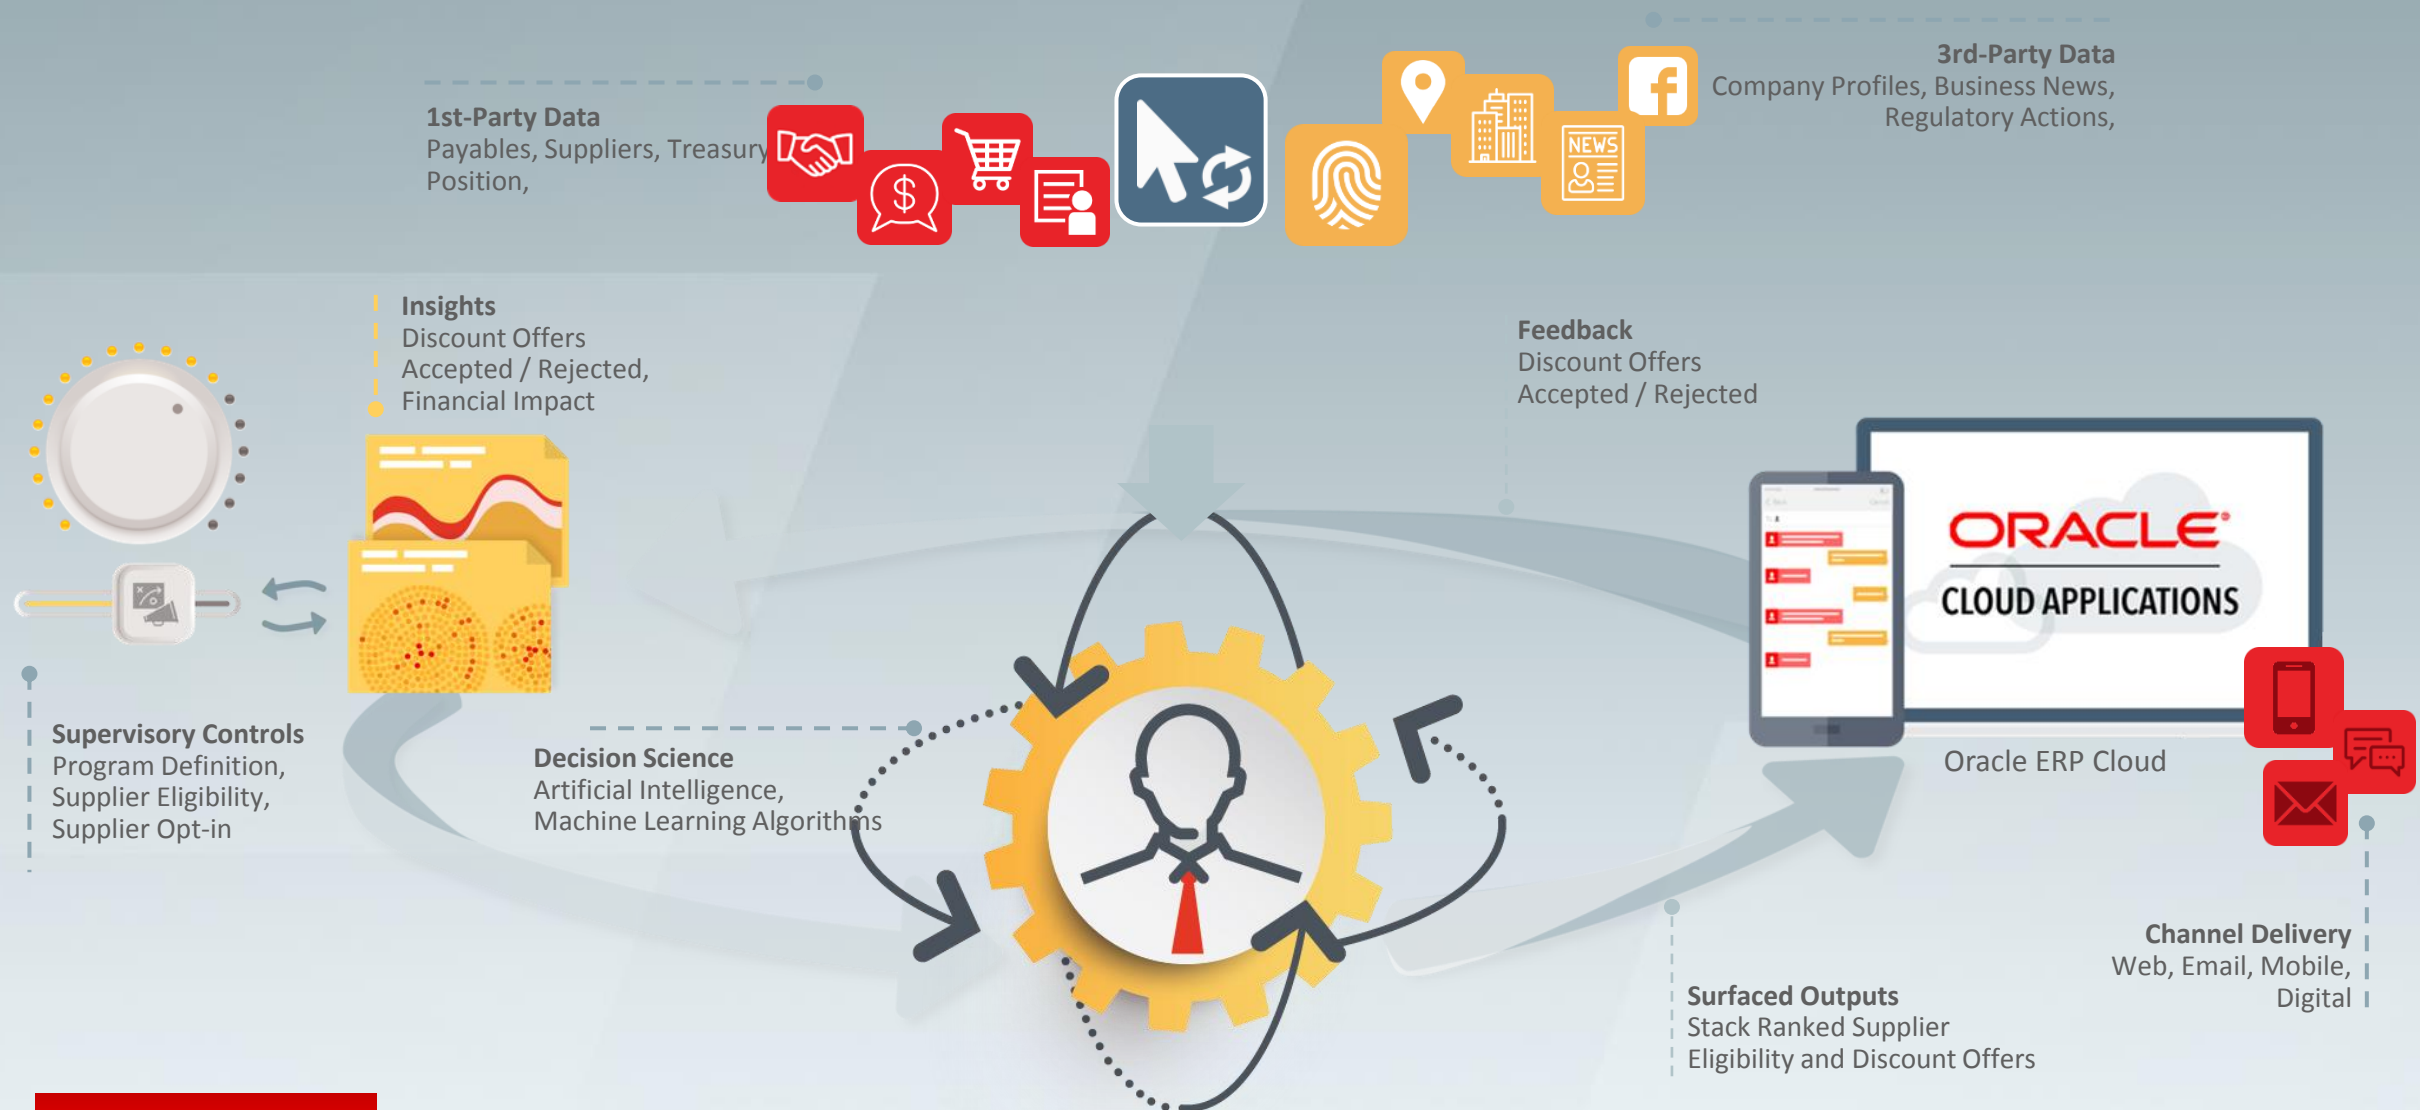 3rd-Party Data
Company Profiles, Business News,
Regulatory Actions,
1st-Party Data
Payables, Suppliers, Treasury
Position,
$
NEWS
Insights
Discount Offers
Accepted / Rejected,
Financial Impact
Feedback
Discount Offers
Accepted / Rejected
ORACLE®
CLOUD APPLICATIONS
Oracle ERP Cloud
Supervisory Controls
Program Definition,
Supplier Eligibility,
Supplier Opt-in
Decision Science
Artificial Intelligence,
Machine Learning Algorithms
Channel Delivery
Web, Email, Mobile,
Digital
Surfaced Outputs
Stack Ranked Supplier
Eligibility and Discount Offers